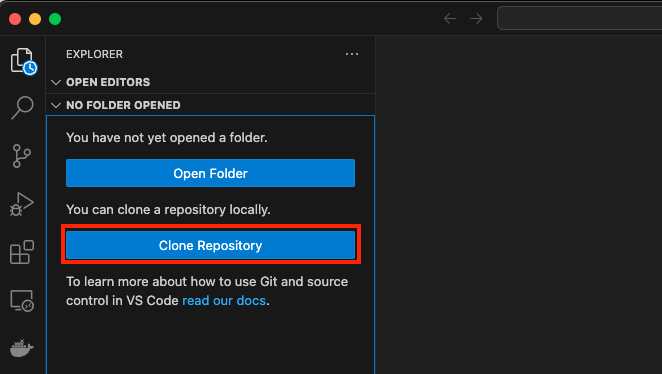 EXPLORER
OPEN EDITORS
NO FOLDER OPENED
You have not yet opened a folder.
Open Folder
You can clone a repository locally.
Clone Repository
To learn more about how to use Git and source
control in VS Code read our docs.